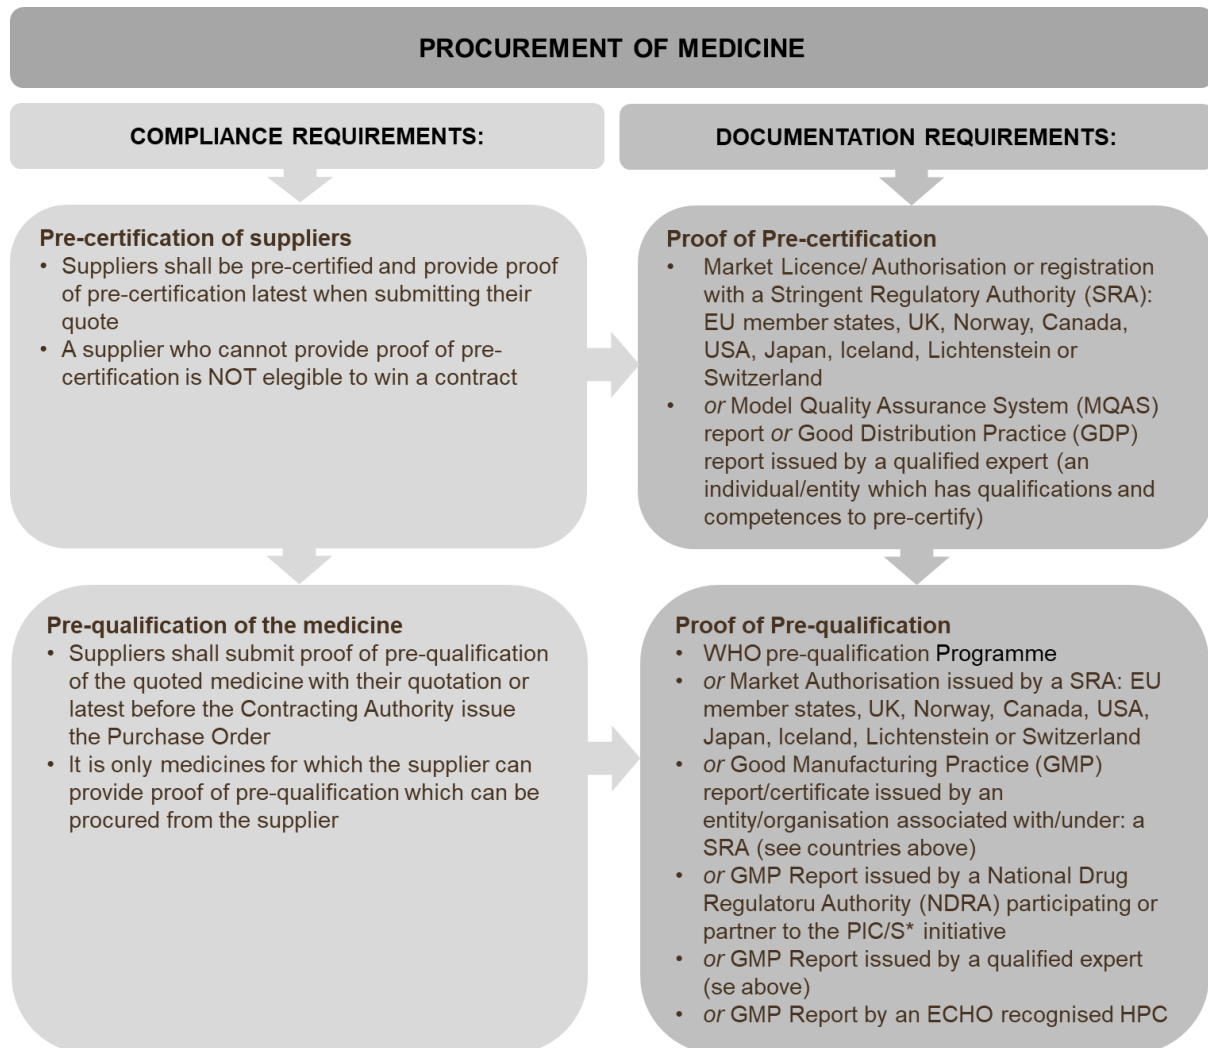 PROCUREMENT OF MEDICINE
COMPLIANCE REQUIREMENTS:
Pre-certification of suppliers
• Suppliers shall be pre-certified and provide proof
of pre-certification latest when submitting their
quote
• A supplier who cannot provide proof of pre-
certification is NOT elegible to win a contract
DOCUMENTATION REQUIREMENTS:
Proof of Pre-certification
• Market Licence/ Authorisation or registration
with a Stringent Regulatory Authority (SRA):
EU member states, UK, Norway, Canada,
USA, Japan, Iceland, Lichtenstein or
Switzerland
• or Model Quality Assurance System (MQAS)
report or Good Distribution Practice (GDP)
report issued by a qualified expert (an
individual/entity which has qualifications and
competences to pre-certify)
Pre-qualification of the medicine
• Suppliers shall submit proof of pre-qualification
of the quoted medicine with their quotation or
latest before the Contracting Authority issue
the Purchase Order
• It is only medicines for which the supplier can
provide proof of pre-qualification which can be
procured from the supplier
Proof of Pre-qualification
• WHO pre-qualification Programme
• or Market Authorisation issued by a SRA: EU
member states, UK, Norway, Canada, USA,
Japan, Iceland, Lichtenstein or Switzerland
• or Good Manufacturing Practice (GMP)
report/certificate issued by an
entity/organisation associated with/under: a
SRA (see countries above)
• or GMP Report issued by a National Drug
Regulatoru Authority (NDRA) participating or
partner to the PIC/S* initiative
• or GMP Report issued by a qualified expert
(se above)
• or GMP Report by an ECHO recognised HPC